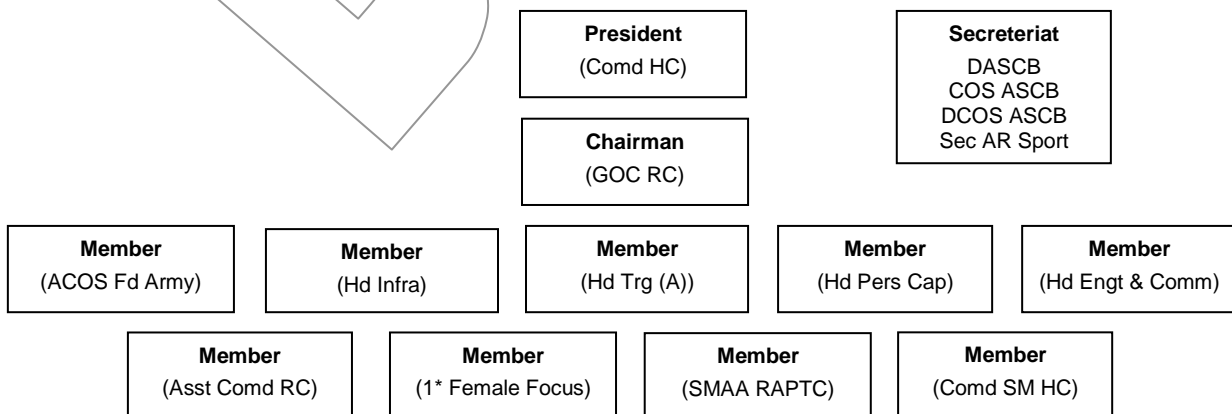 President
(Comd HC)
Secreteriat
DASCB
COS ASCB
DCOS ASCB
Sec AR Sport
Chairman
(GOC RC)
Member
(ACOS Fd Army)
Member
(Hd Infra)
Member
(Hd Trg (A))
Member
(Hd Pers Cap)
Member
(Hd Engt & Comm)
Member
(Asst Comd RC)
Member
(1* Female Focus)
Member
(SMAA RAPTC)
Member
(Comd SM HC)